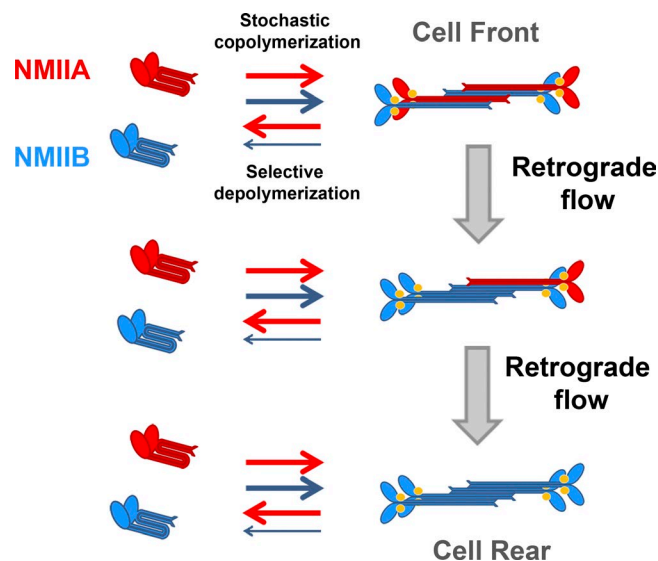 Stochastic
copolymerization
Cell Front
NMIIA
NMIIB
Selective
depolymerization
Retrograde
flow
Retrograde
flow
Cell Rear